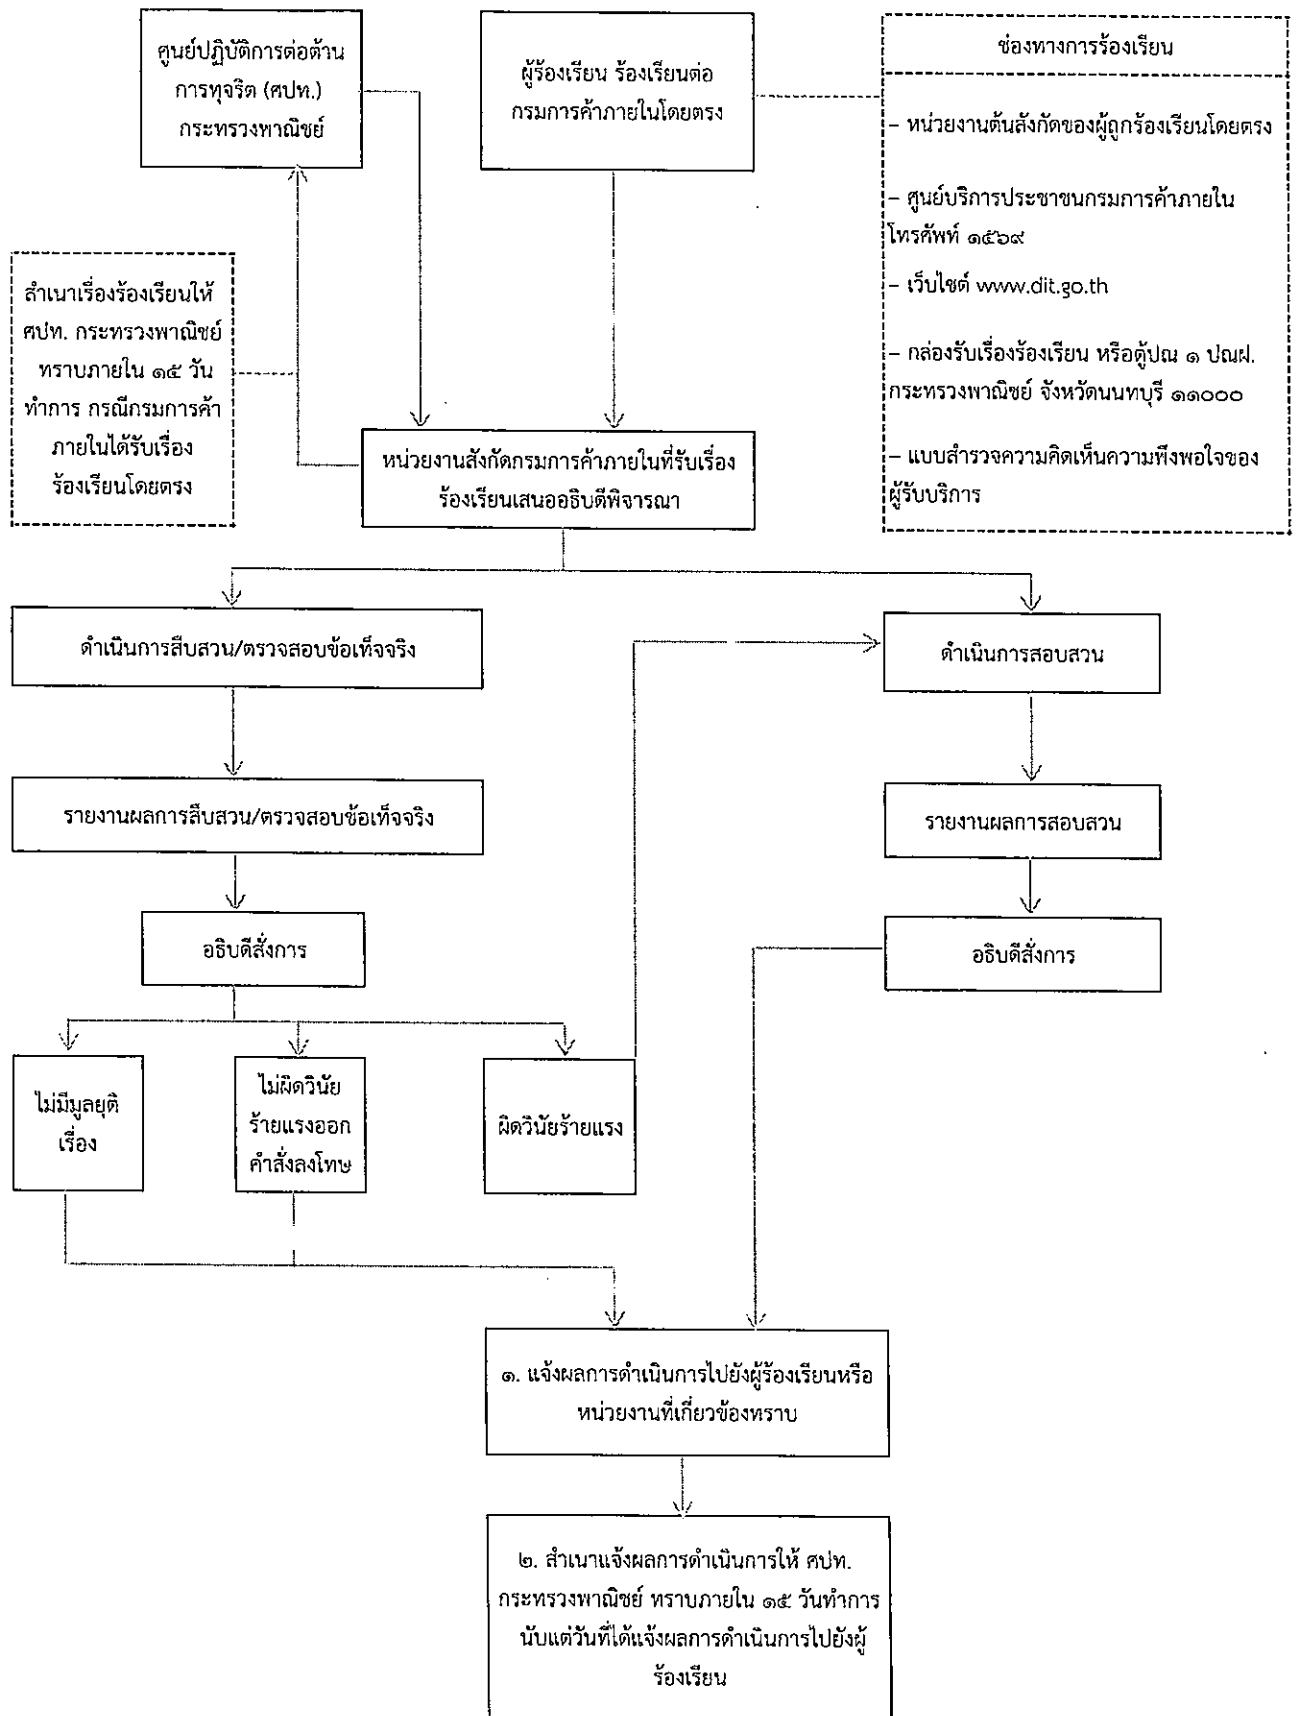 ศูนย์ปฏิบัติการต่อต้าน
การทุจริต (ศปท.)
กระทรวงพาณิชย์
ผู้ร้องเรียน ร้องเรียนต่อ
กรมการค้าภายในโดยตรง
ช่องทางการร้องเรียน
– หน่วยงานต้นสังกัดของผู้ถูกร้องเรียนโดยตรง
– ศูนย์บริการประชาชนกรมการค้าภายใน
โทรศัพท์ ๑๕๖๙
– เว็บไซต์ www.dit.go.th
– กล่องรับเรื่องร้องเรียน หรือตู้ปณ ๑ ปณฝ.
กระทรวงพาณิชย์ จังหวัดนนทบุรี ๑๑๐๐๐
– แบบสำรวจความคิดเห็นความพึงพอใจของ
ผู้รับบริการ
สำเนาเรื่องร้องเรียนให้
ศปท. กระทรวงพาณิชย์
ทราบภายใน ๑๕ วัน
ทำการ กรณีกรมการค้า
ภายในได้รับเรื่อง
ร้องเรียนโดยตรง
หน่วยงานสังกัดกรมการค้าภายในที่รับเรื่อง
ร้องเรียนเสนออธิบดีพิจารณา
ดำเนินการสืบสวน/ตรวจสอบข้อเท็จจริง
รายงานผลการสืบสวน/ตรวจสอบข้อเท็จจริง
อธิบดีสั่งการ
ไม่มีมูลยุติ
เรื่อง
ไม่ผิดวินัย
ร้ายแรงออก
คำสั่งลงโทษ
ผิดวินัยร้ายแรง
ดำเนินการสอบสวน
รายงานผลการสอบสวน
อธิบดีสั่งการ
๑. แจ้งผลการดำเนินการไปยังผู้ร้องเรียนหรือ
หน่วยงานที่เกี่ยวข้องทราบ
๒. สำเนาแจ้งผลการดำเนินการให้ ศปท.
กระทรวงพาณิชย์ ทราบภายใน ๑๕ วันทำการ
นับแต่วันที่ได้แจ้งผลการดำเนินการไปยังผู้
ร้องเรียน